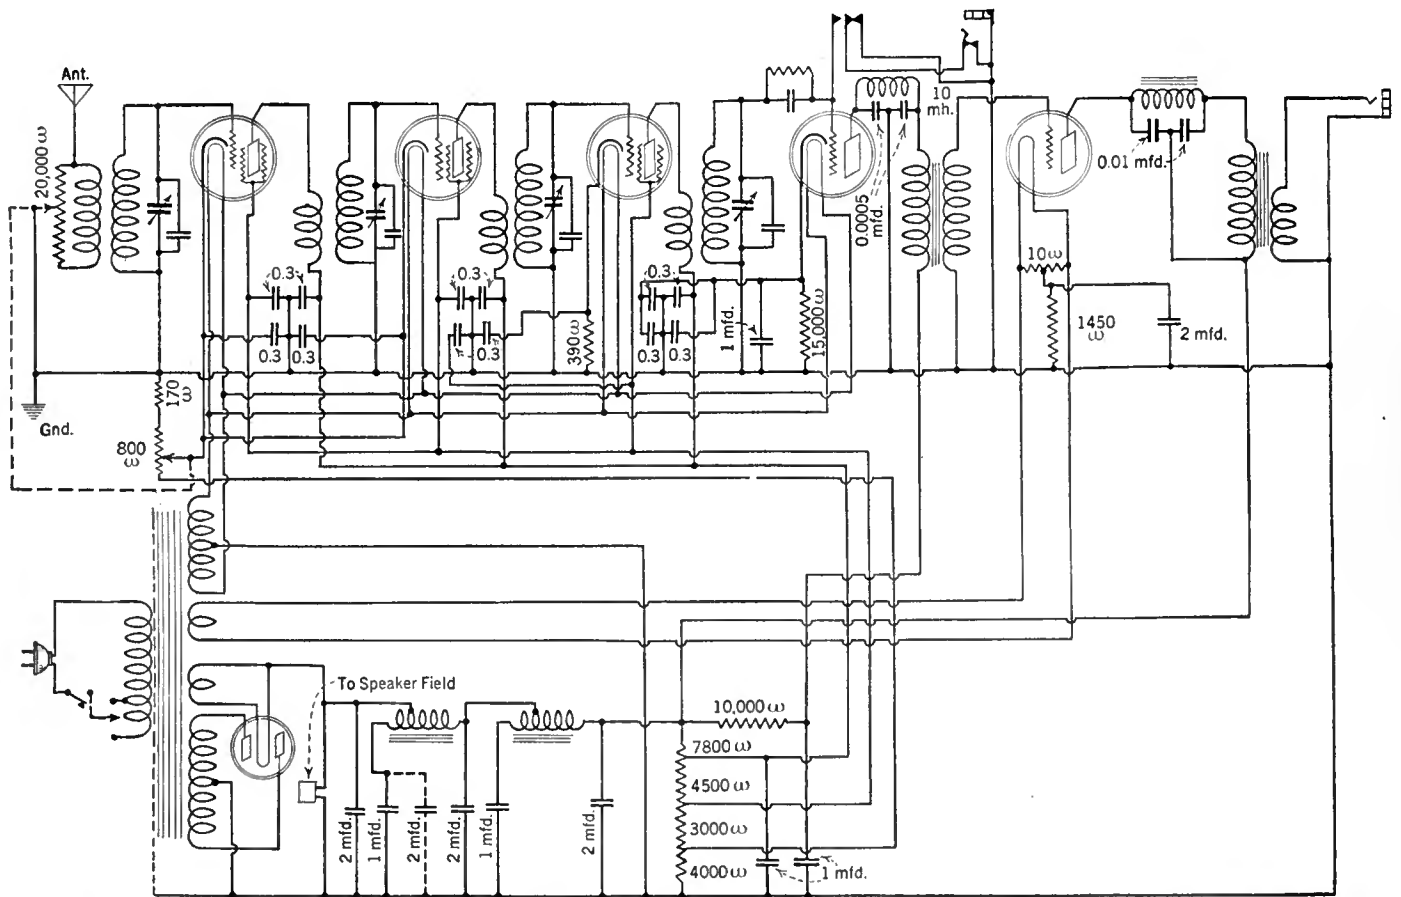 Ant.
10
mh.
20,000 ω
0.01 mfd.
0.0005
mfd.
10 ω
0.3
0.3
0.3
1450
ω
2 mfd.
0.3
0.3
0.3
390 ω
0.3
0.3
1 mfd.
15,000 ω
170
ω
Gnd.
800
ω
To Speaker Field
10,000 ω
7800 ω
4500 ω
3000 ω
4000 ω
2 mfd.
1 mfd.
2 mfd.
2 mfd.
1 mfd.
2 mfd.
1 mfd.